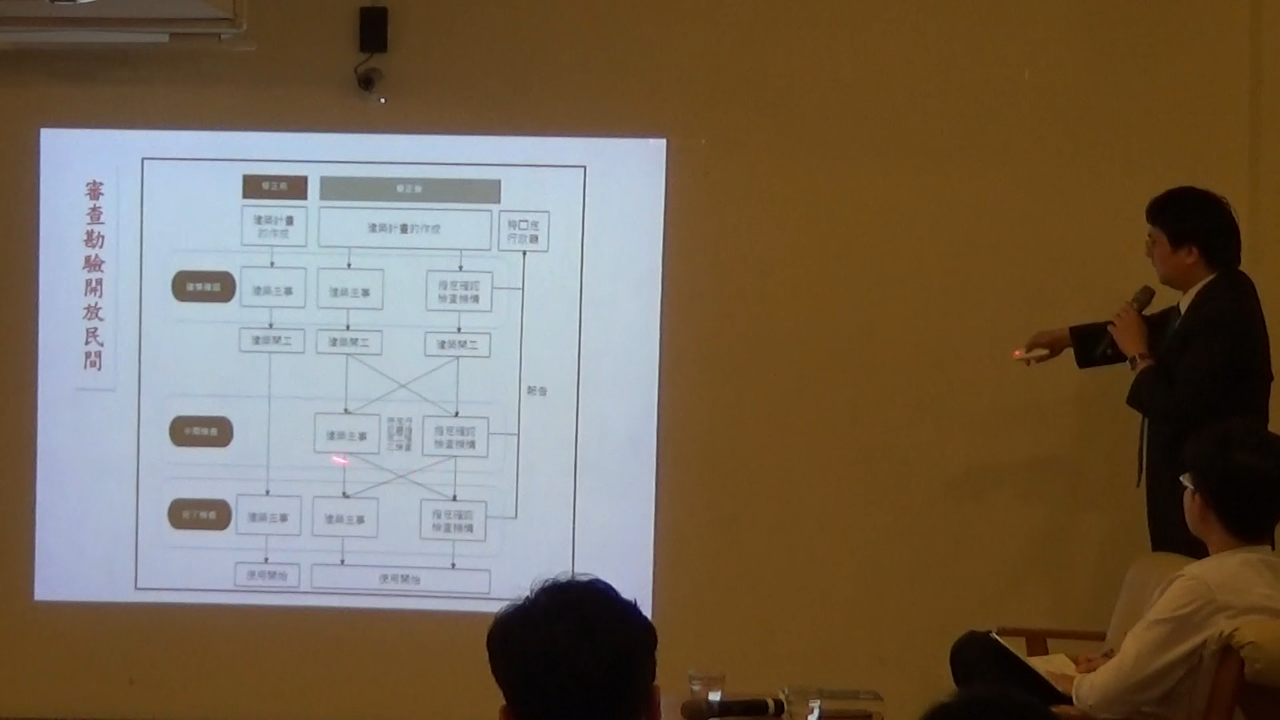 審查勘驗開放民間
修正前
修正後
建築計畫
的作成
建築計畫的作成
特定
行政廳
建築確認
建築主事
建築主事
指定確認
檢查機構
建築開工
建築開工
建築開工
報告
中間檢查
建築主事
指定確認
檢查機構
完了檢查
建築主事
建築主事
指定確認
檢查機構
使用開始
使用開始